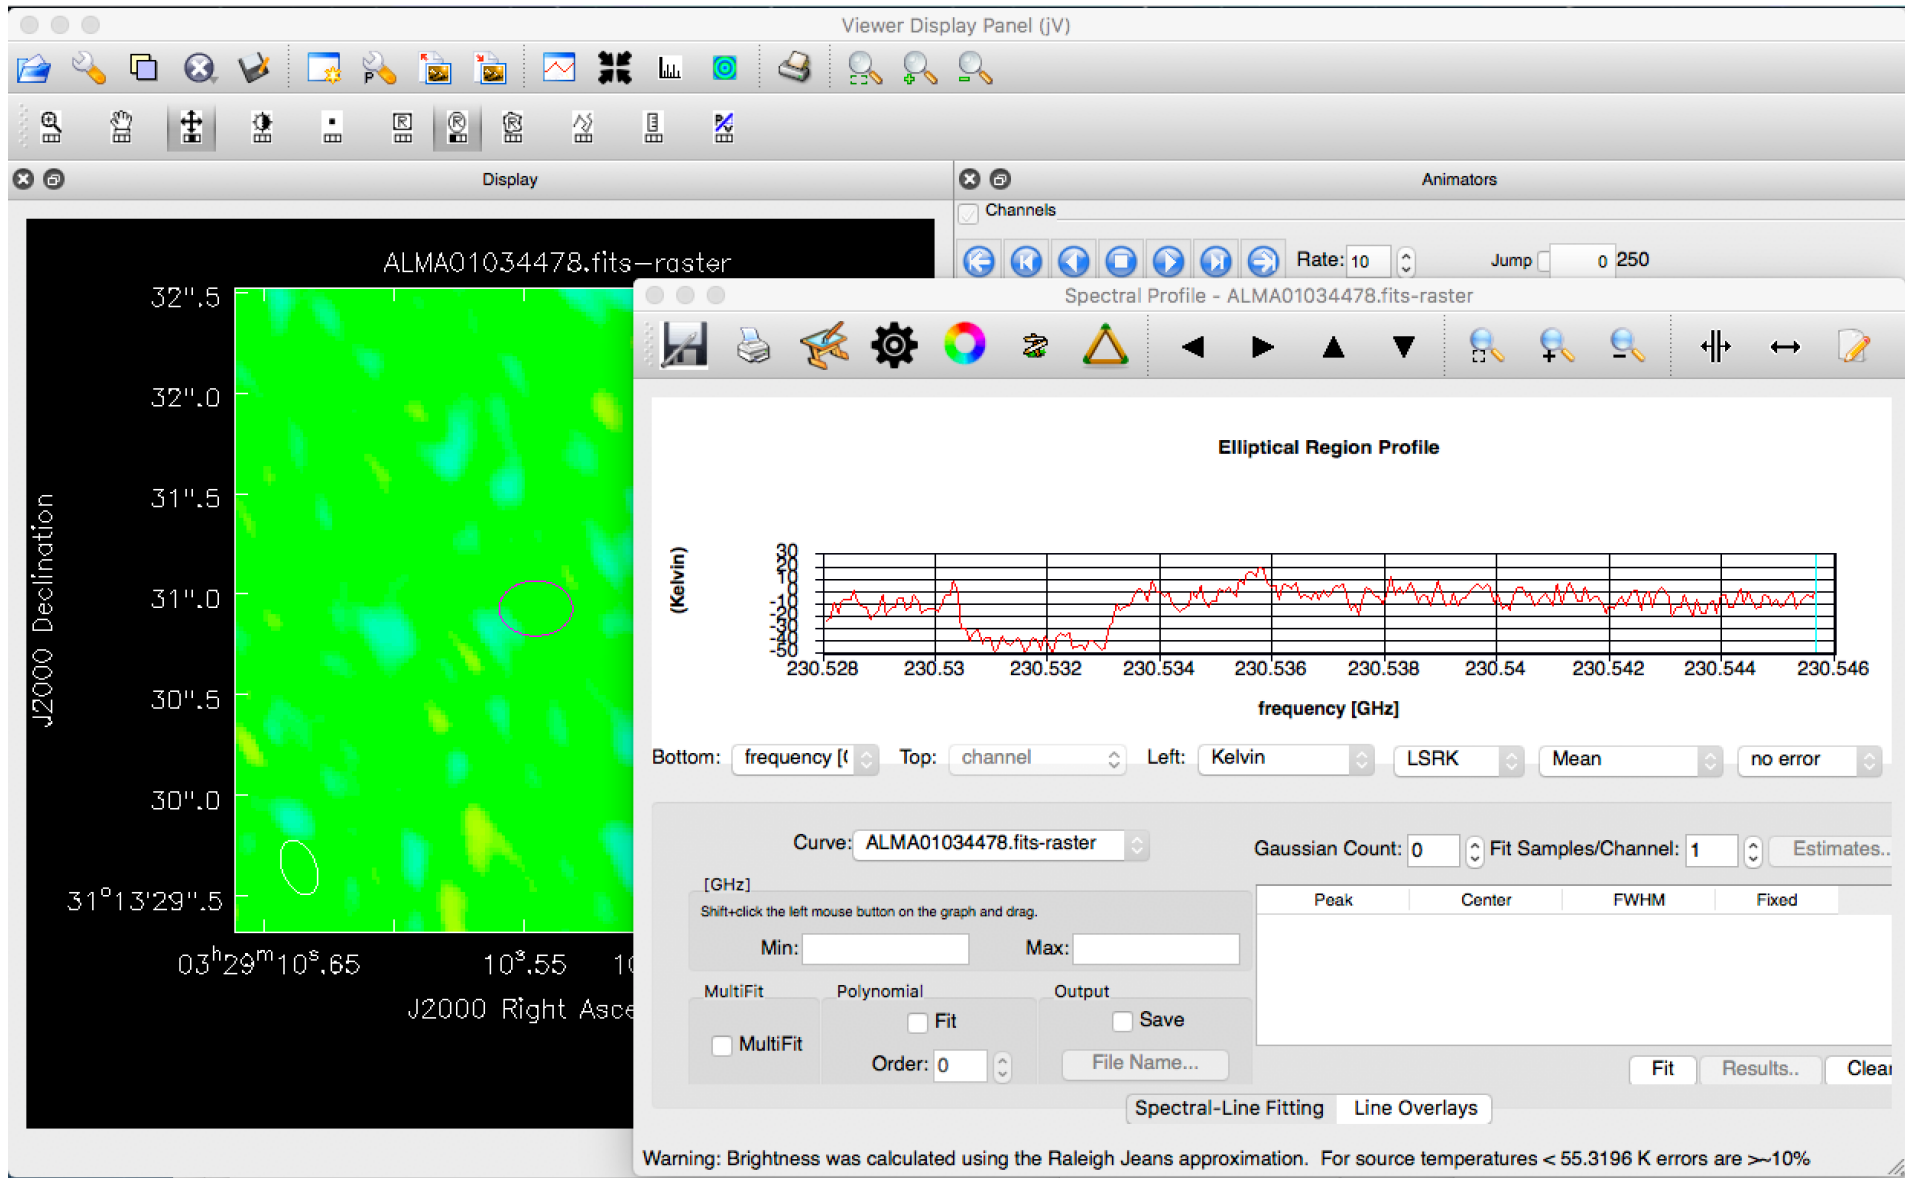 Viewer Display Panel (jV)
P
R R R P/V
Display
Animators
Channels
Rate: 10 Jump 0 250
ALMA01034478.fits-raster
Spectral Profile - ALMA01034478.fits-raster
32".5
32".0
31".5
31".0
30".5
30".0
31°13'29".5
J2000 Declination
03h29m10s.65 10s.55 10
J2000 Right Asce
Elliptical Region Profile
(Kelvin)
30
20
10
0
-10
-20
-30
-40
-50
230.528 230.53 230.532 230.534 230.536 230.538 230.54 230.542 230.544 230.546
frequency [GHz]
Bottom: frequency [( Top: channel Left: Kelvin LSRK Mean no error
Curve: ALMA01034478.fits-raster
Gaussian Count: 0 Fit Samples/Channel: 1 Estimates..
[GHz]
Shift+click the left mouse button on the graph and drag.
Min: Max:
Peak Center FWHM Fixed
MultiFit Polynomial Output
MultiFit
Fit
Order: 0
Save
File Name...
Fit Results.. Clear
Spectral-Line Fitting Line Overlays
Warning: Brightness was calculated using the Raleigh Jeans approximation. For source temperatures < 55.3196 K errors are >~10%